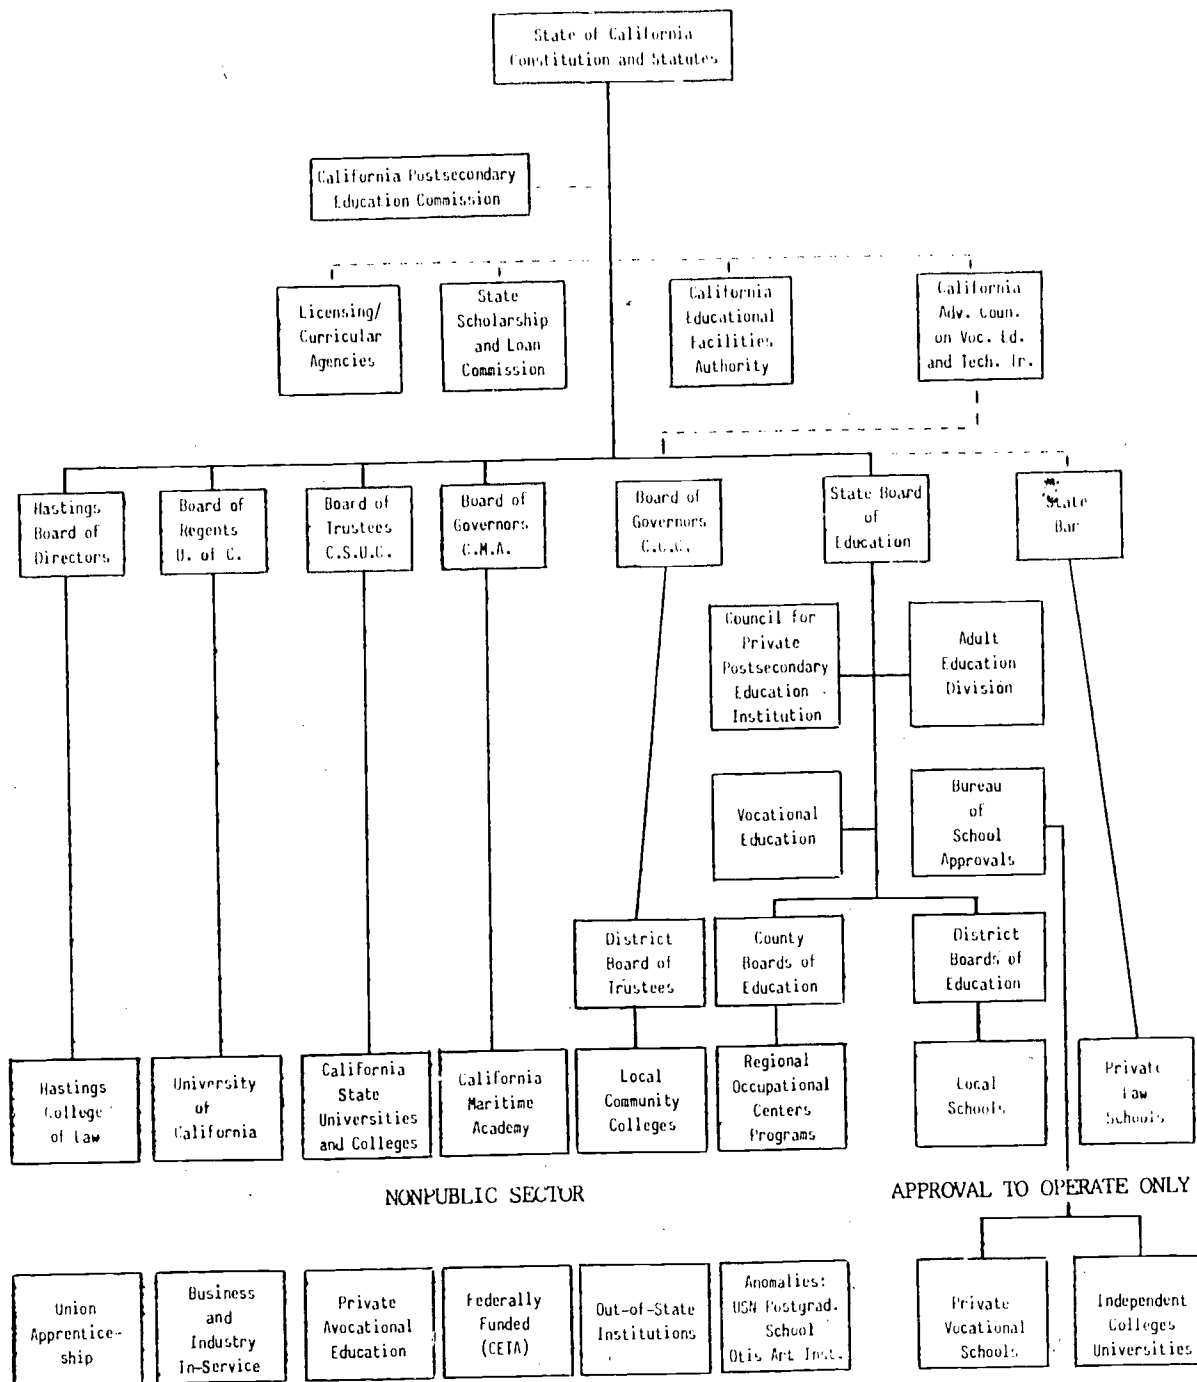 State of California
Constitution and Statutes
California Postsecondary
Education Commission
Licensing/
Curricular
Agencies
State
Scholarship
and Loan
Commission
California
Educational
Facilities
Authority
California
Adv. Coun.
on Voc. Ed.
and Tech. Tr.
Hastings
Board of
Directors
Board of
Regents
U. of C.
Board of
Trustees
C.S.U.C.
Board of
Governors
C.M.A.
Board of
Governors
C.C.C.
State Board
of
Education
State
Bar
Council for
Private
Postsecondary
Education
Institution
Adult
Education
Division
Vocational
Education
Bureau
of
School
Approvals
District
Board of
Trustees
County
Boards of
Education
District
Boards of
Education
Hastings
College
of Law
University
of
California
California
State
Universities
and Colleges
California
Maritime
Academy
Local
Community
Colleges
Regional
Occupational
Centers
Programs
Local
Schools
Private
Law
Schools
NONPUBLIC SECTOR
APPROVAL TO OPERATE ONLY
Union
Apprentice-
ship
Business
and
Industry
In-Service
Private
Avocational
Education
Federally
Funded
(CETA)
Out-of-State
Institutions
Anomalies:
USN Postgrad.
School
Otis Art Inst.
Private
Vocational
Schools
Independent
Colleges
Universities